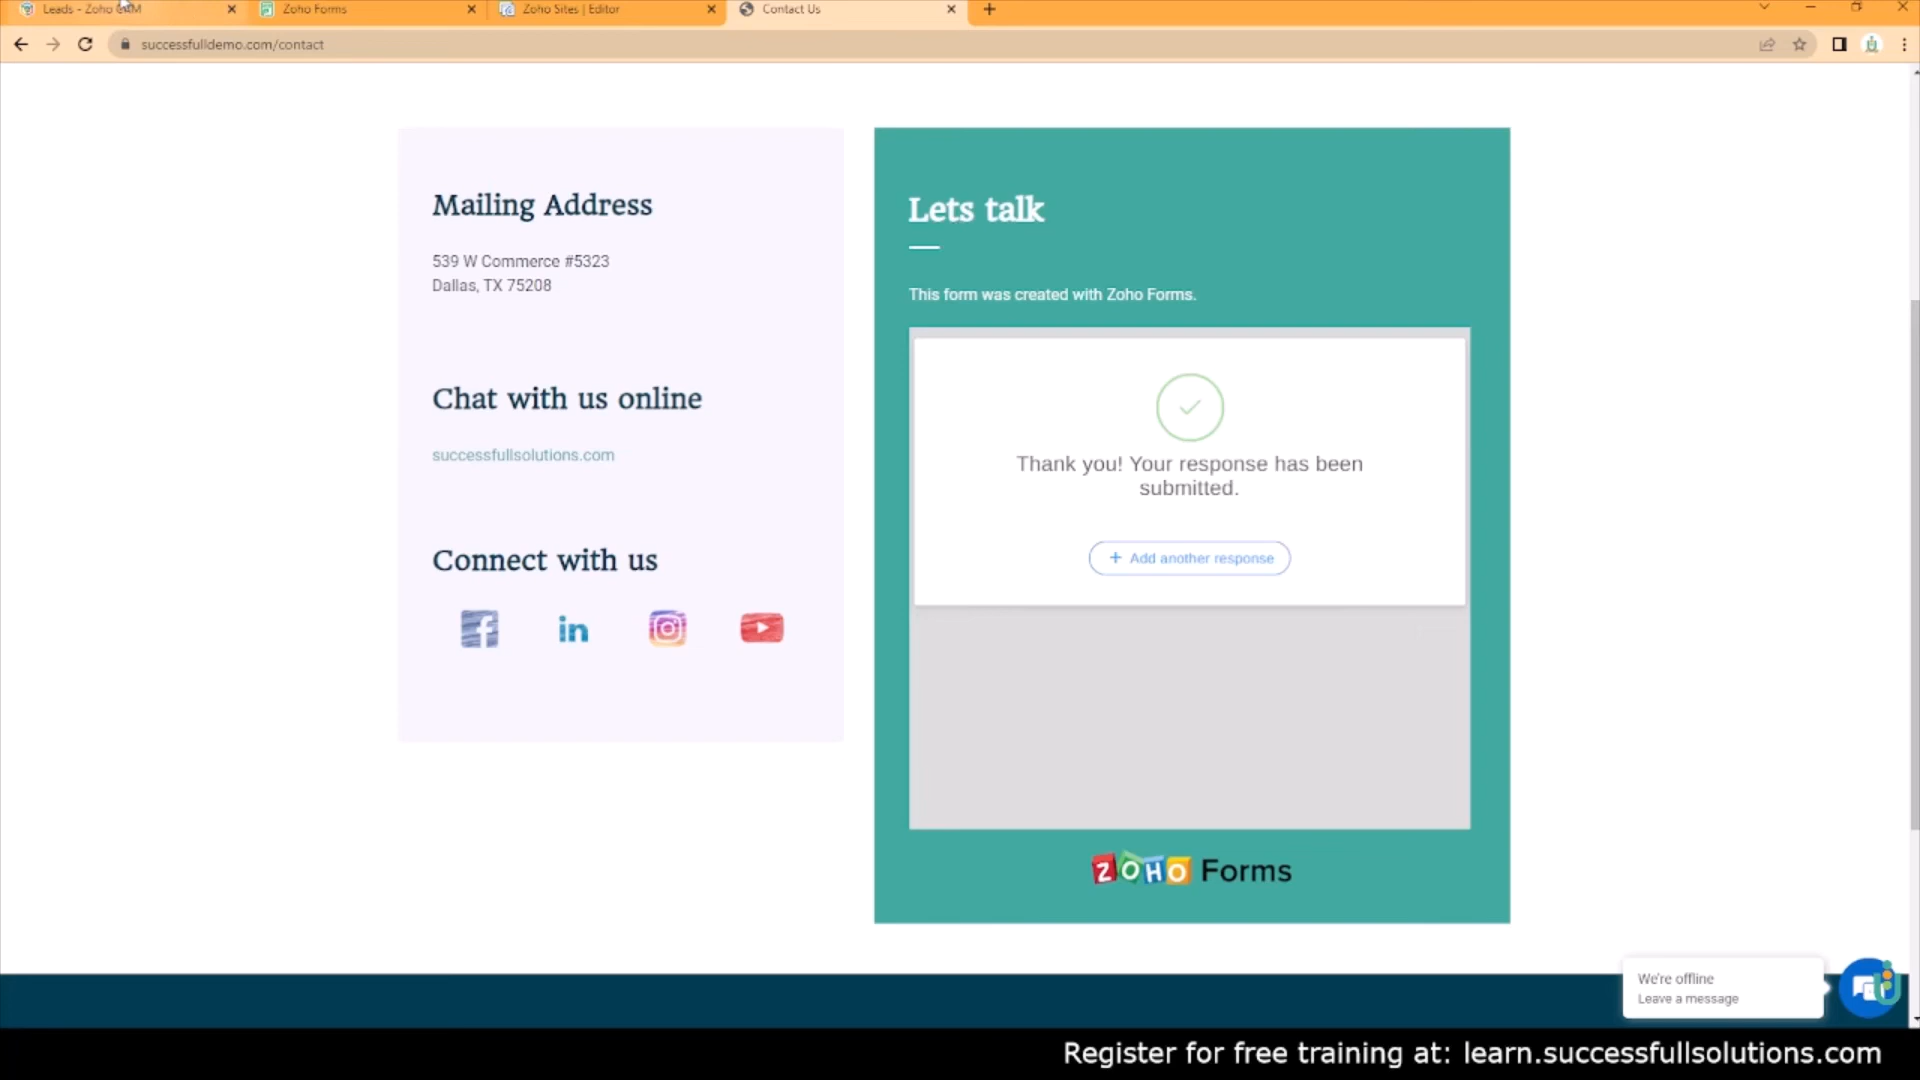 Leads - Zoho CRM
Zoho Forms
Zoho Sites | Editor
Contact Us
successfulldemo.com/contact
Mailing Address
539 W Commerce #5323
Dallas, TX 75208
Chat with us online
successfullsolutions.com
Connect with us
Lets talk
This form was created with Zoho Forms.
Thank you! Your response has been
submitted.
+ Add another response
ZOHO Forms
We're offline
Leave a message
Register for free training at: learn.successfullsolutions.com